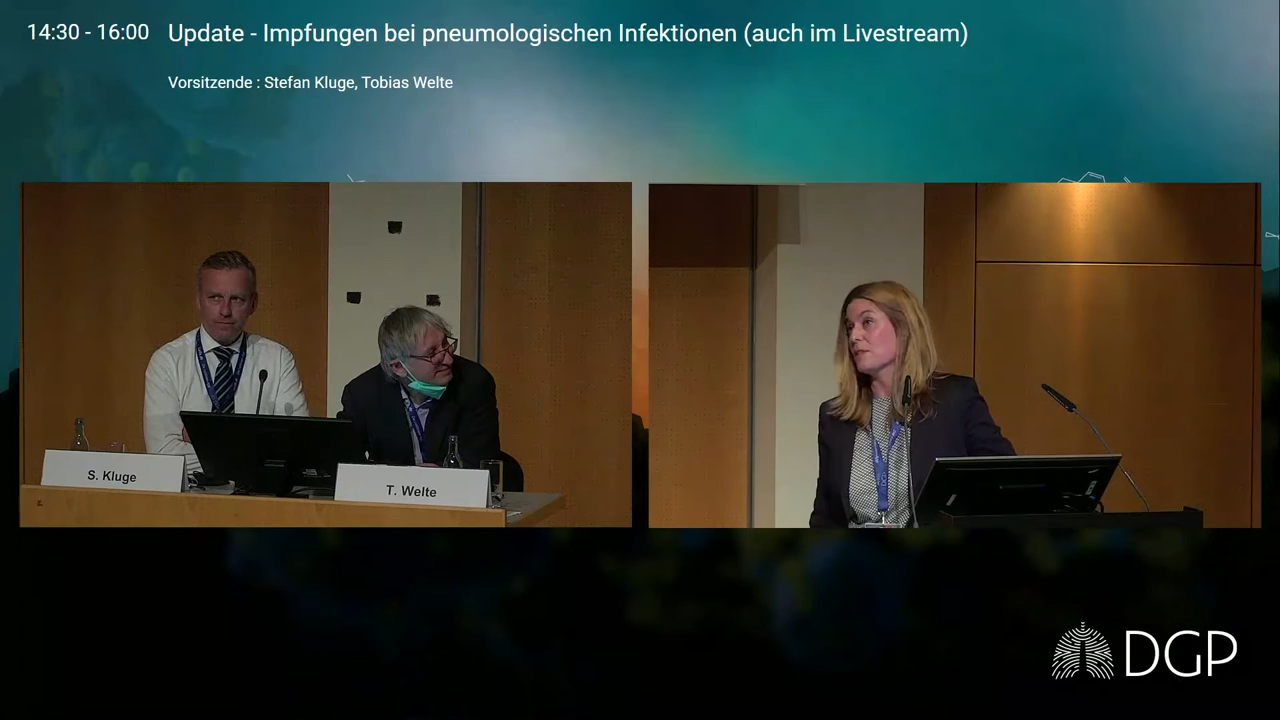 14:30 - 16:00 Update - Impfungen bei pneumologischen Infektionen (auch im Livestream)
Vorsitzende : Stefan Kluge, Tobias Welte
S. Kluge
T. Welte
DGP